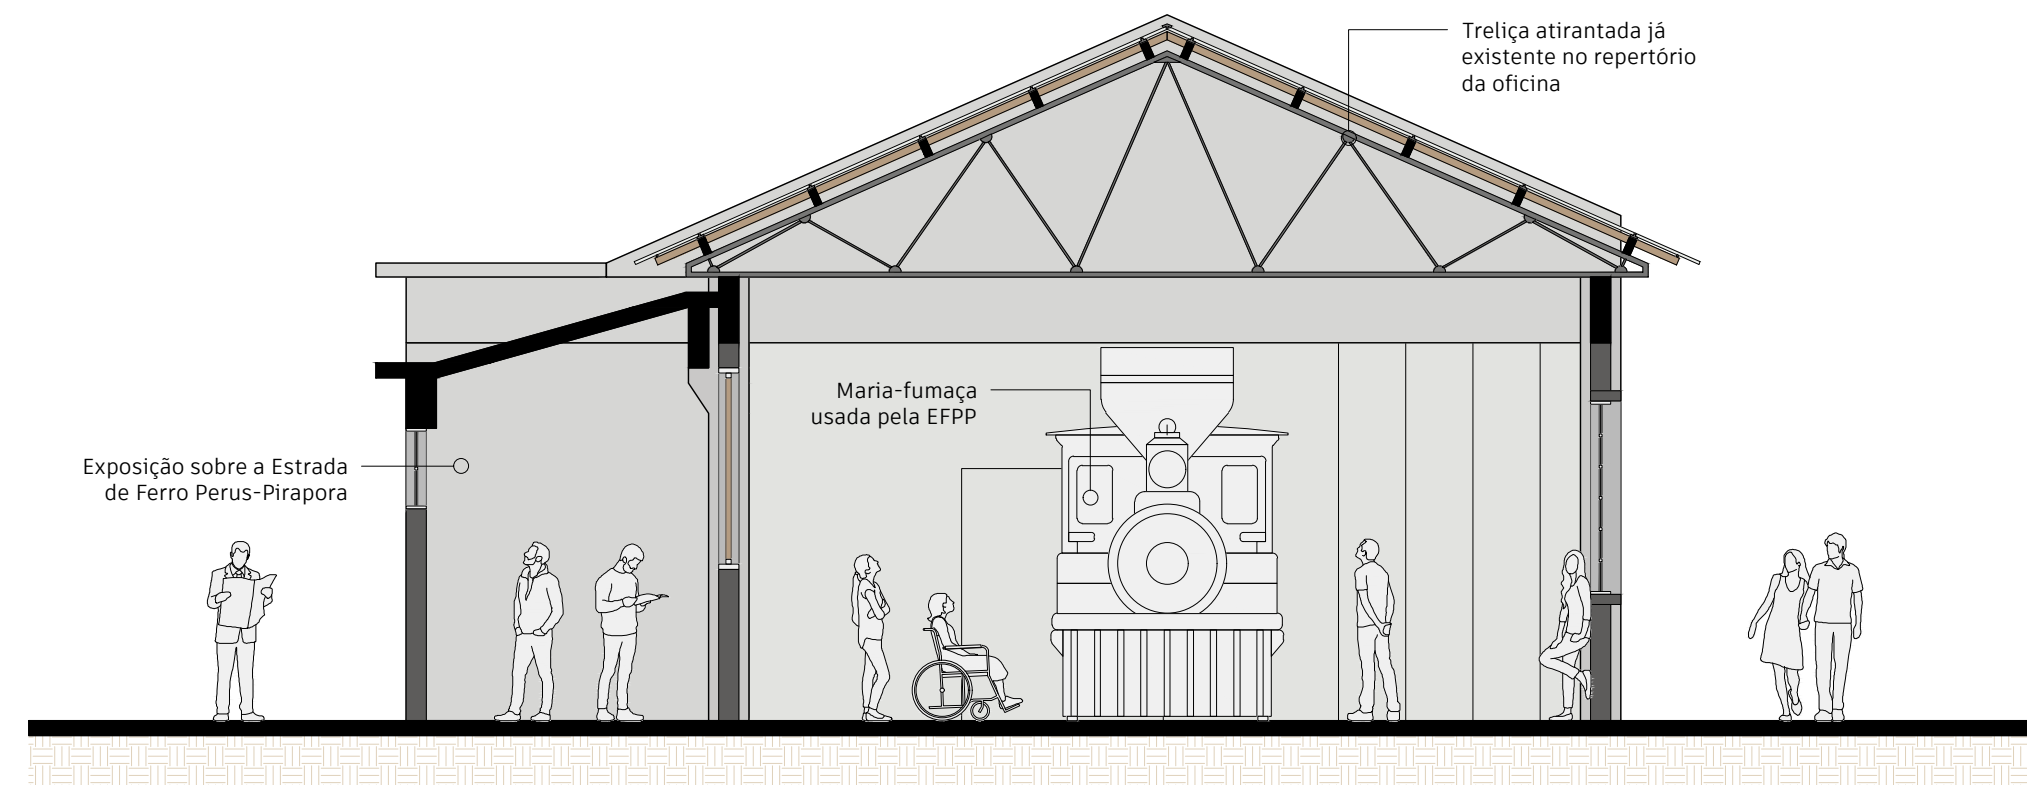 Treliça atirantada já
existente no repertório
da oficina
Maria-fumaça
usada pela EFPP
Exposição sobre a Estrada
de Ferro Perus-Pirapora